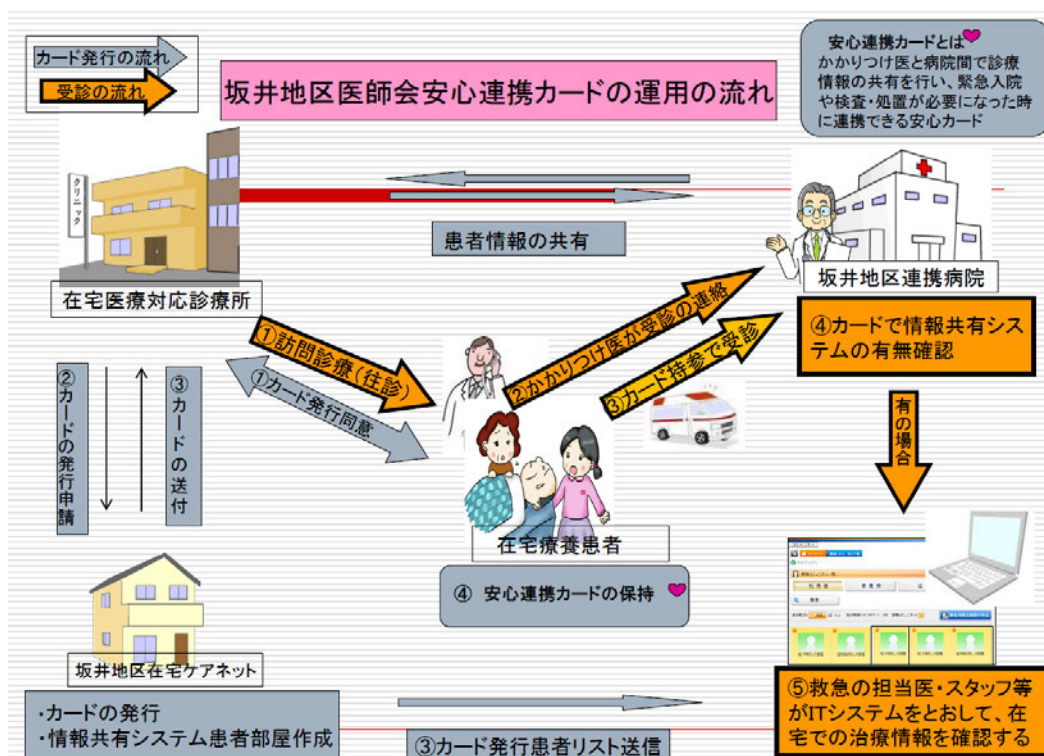 カード発行の流れ
受診の流れ
坂井地区医師会安心連携カードの運用の流れ
安心連携カードとは
かかりつけ医と病院間で診療
情報の共有を行い、緊急入院
や検査・処置が必要になった時
に連携できる安心カード
クリニック
在宅医療対応診療所
患者情報の共有
坂井地区連携病院
①訪問診療(往診)
①カード発行同意
②かかりつけ医が受診の連絡
③カード持参で受診
④カードで情報共有シス
テムの有無確認
②カードの発行申請
③カードの送付
有の場合
在宅療養患者
④ 安心連携カードの保持
坂井地区在宅ケアネット
・カードの発行
・情報共有システム患者部屋作成
③カード発行患者リスト送信
⑤救急の担当医・スタッフ等
がITシステムをとおして、在
宅での治療情報を確認する